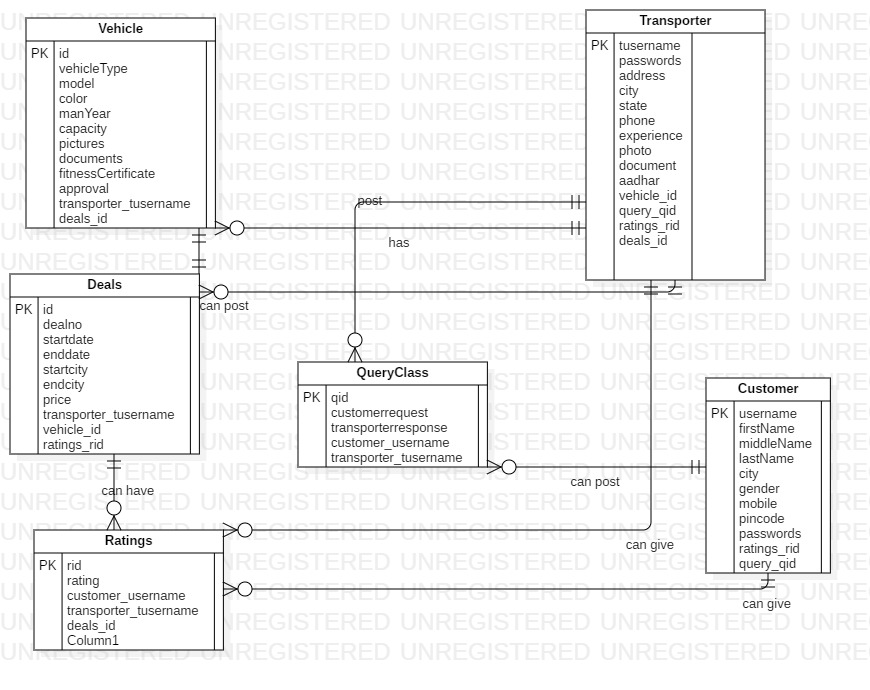 Vehicle
PK id
vehicleType
model
color
manYear
capacity
pictures
documents
fitnessCertificate
approval
transporter_tusername
deals_id
Transporter
PK tusername
passwords
address
city
state
phone
experience
photo
document
aadhar
vehicle_id
query_qid
ratings_rid
deals_id
post
has
Deals
PK id
dealno
startdate
enddate
startcity
endcity
price
transporter_tusername
vehicle_id
ratings_rid
can post
QueryClass
PK qid
customerrequest
transporterresponse
customer_username
transporter_tusername
Customer
PK username
firstName
middleName
lastName
city
gender
mobile
pincode
passwords
ratings_rid
query_qid
can post
can have
can give
Ratings
PK rid
rating
customer_username
transporter_tusername
deals_id
Column1
can give
UNREGISTERED